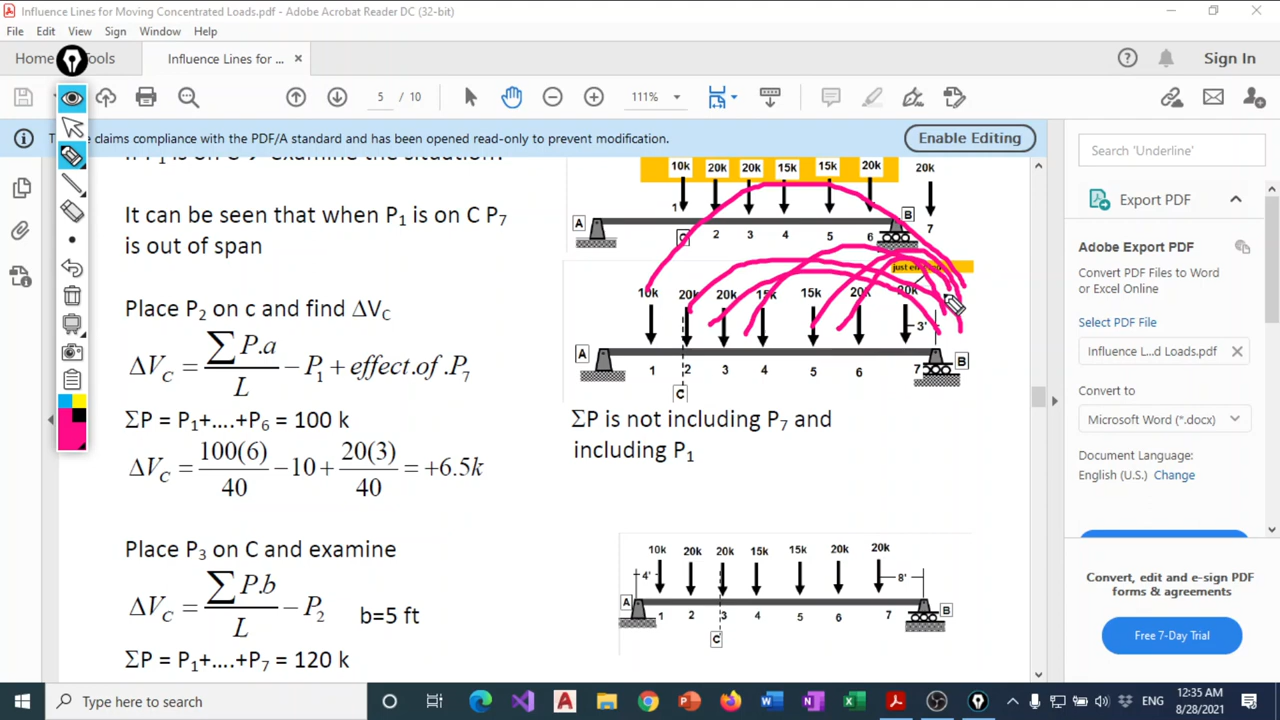 Influence Lines for Moving Concentrated Loads.pdf - Adobe Acrobat Reader DC (32-bit)
File Edit View Window Help
Home Tools Influence Lines for ... × Sign In
5 / 10 111%
claims compliance with the PDF/A standard and has been opened read-only to prevent modification. Enable Editing
It can be seen that when P1 is on C P7
is out of span
Place P2 on c and find ΔVC
ΔVC = ∑ P.a / L − P1 + effect.of .P7
ΣP = P1+....+P6 = 100 k
ΔVC = 100(6) / 40 − 10 + 20(3) / 40 = +6.5k
Place P3 on C and examine
ΔVC = ∑ P.b / L − P2 b=5 ft
ΣP = P1+....+P7 = 120 k
10k 20k 20k 15k 15k 20k 20k
1
A B
C 2 3 4 5 6 7
10k 20k 20k 15k 15k 20k 20k
3'
A B
1 2 3 4 5 6 7
C
ΣP is not including P7 and
including P1
10k 20k 20k 15k 15k 20k 20k
4' 8'
A B
1 2 3 4 5 6 7
C
Search 'Underline'
Export PDF
Adobe Export PDF
Convert PDF Files to Word
or Excel Online
Select PDF File
Influence L...d Loads.pdf ×
Convert to
Microsoft Word (*.docx)
Document Language:
English (U.S.) Change
Convert, edit and e-sign PDF
forms & agreements
Free 7-Day Trial
Type here to search
ENG
12:35 AM
8/28/2021